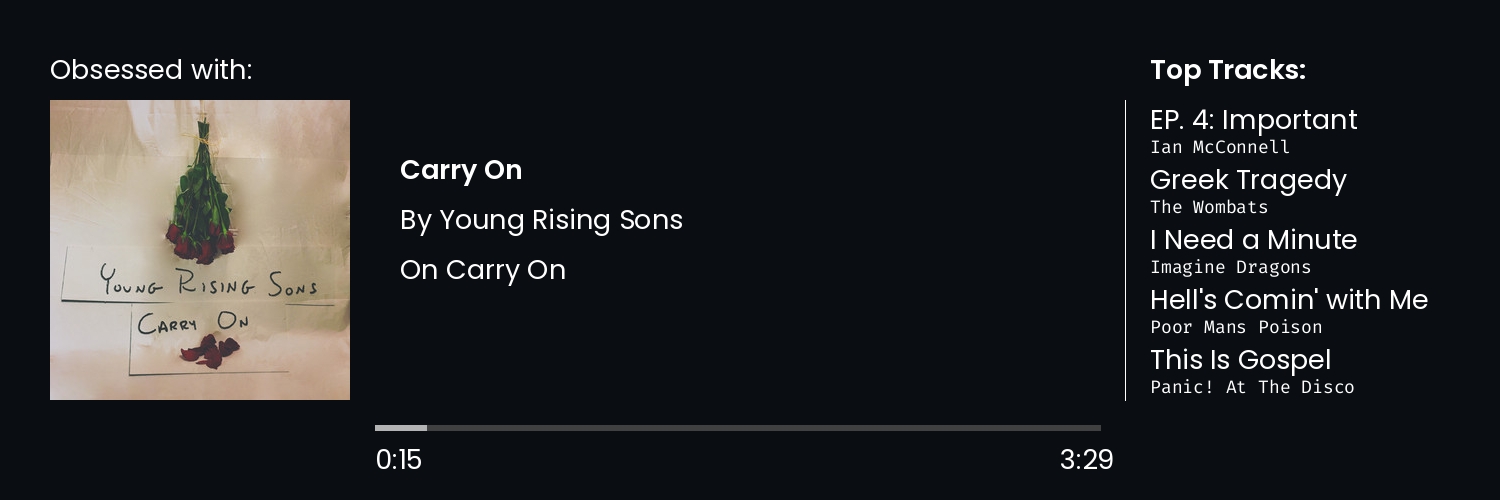 Obsessed with:
Young Rising Sons
Carry On
Carry On
By Young Rising Sons
On Carry On
0:15
3:29
Top Tracks:
EP. 4: Important
Ian McConnell
Greek Tragedy
The Wombats
I Need a Minute
Imagine Dragons
Hell's Comin' with Me
Poor Mans Poison
This Is Gospel
Panic! At The Disco